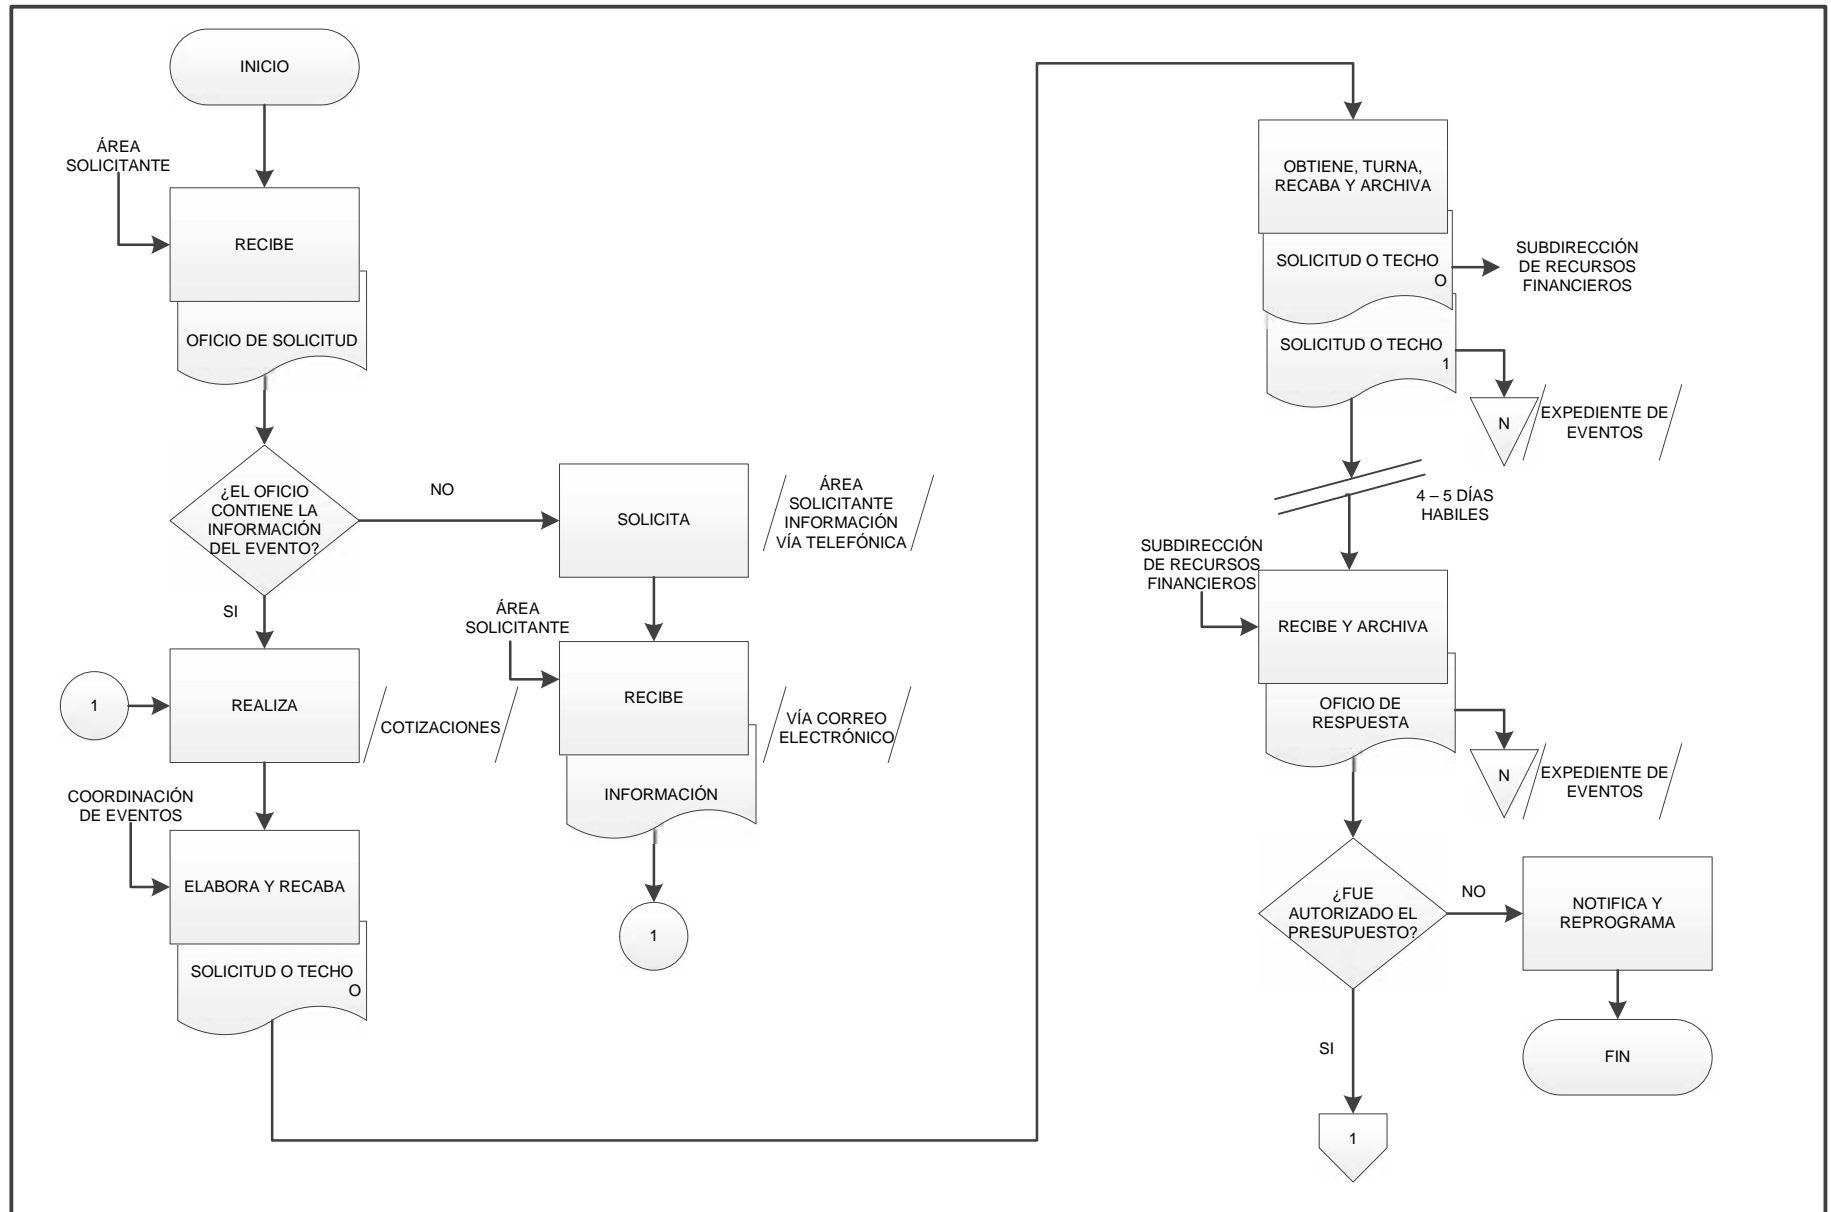 INICIO
ÁREA
SOLICITANTE
RECIBE
OFICIO DE SOLICITUD
¿EL OFICIO
CONTIENE LA
INFORMACIÓN
DEL EVENTO?
NO
SOLICITA
ÁREA
SOLICITANTE
INFORMACIÓN
VÍA TELEFÓNICA
SI
ÁREA
SOLICITANTE
RECIBE
VÍA CORREO
ELECTRÓNICO
INFORMACIÓN
1
1
REALIZA
COTIZACIONES
COORDINACIÓN
DE EVENTOS
ELABORA Y RECABA
SOLICITUD O TECHO
O
OBTIENE, TURNA,
RECABA Y ARCHIVA
SOLICITUD O TECHO
O
SUBDIRECCIÓN
DE RECURSOS
FINANCIEROS
SOLICITUD O TECHO
1
N
EXPEDIENTE DE
EVENTOS
4 – 5 DÍAS
HABILES
SUBDIRECCIÓN
DE RECURSOS
FINANCIEROS
RECIBE Y ARCHIVA
OFICIO DE
RESPUESTA
N
EXPEDIENTE DE
EVENTOS
¿FUE
AUTORIZADO EL
PRESUPUESTO?
NO
NOTIFICA Y
REPROGRAMA
FIN
SI
1